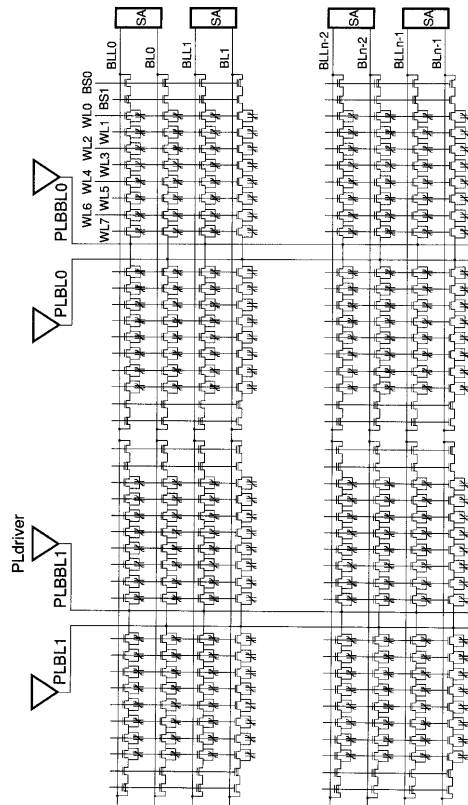 SA
SA
SA
SA
BLL0
BL0
BLL1
BL1
BLLn-2
BLn-2
BLLn-1
BLn-1
BS0
BS1
WL0
WL1
WL2
WL3
WL4
WL5
WL6
WL7
PLBBL0
PLBL0
PLdriver
PLBBL1
PLBL1